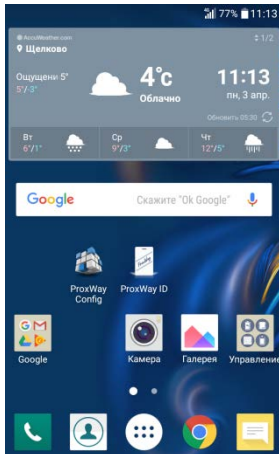 77% 11:13
AccuWeather.com 1/2
Щелково
Ощущени 5°
5°/-3°
4°c
Облачно
11:13
пн, 3 апр.
Обновить 05:30
Вт
6°/1°
Ср
9°/3°
Чт
12°/5°
Google Скажите "Ok Google"
ProxWay Config
ProxWay ID
Google
Камера
Галерея
Управление